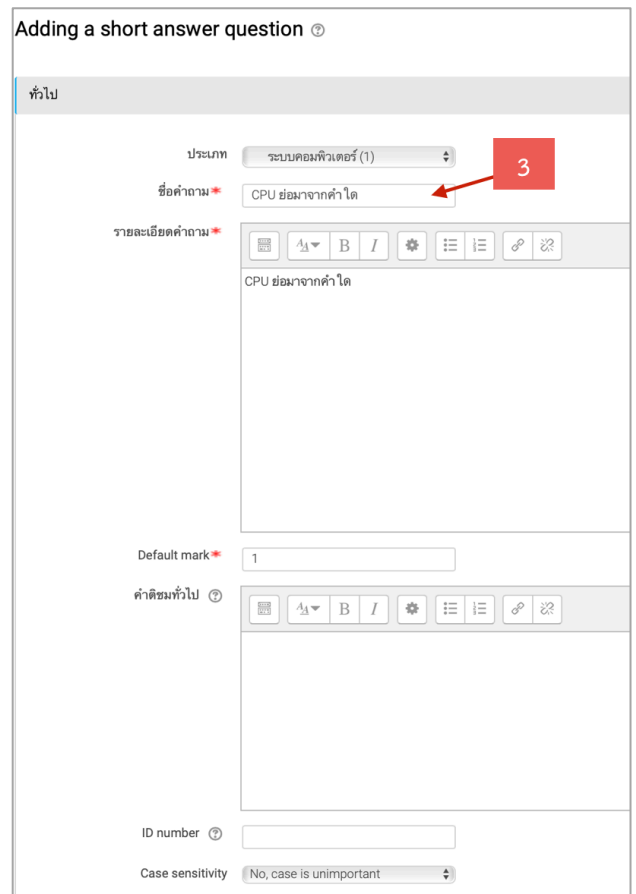 Adding a short answer question
ทั่วไป
ประเภท ระบบคอมพิวเตอร์ (1)
3
ชื่อคำถาม CPU ย่อมาจากคำใด
รายละเอียดคำถาม
B I
CPU ย่อมาจากคำใด
Default mark 1
คำติชมทั่วไป
B I
ID number
Case sensitivity No, case is unimportant